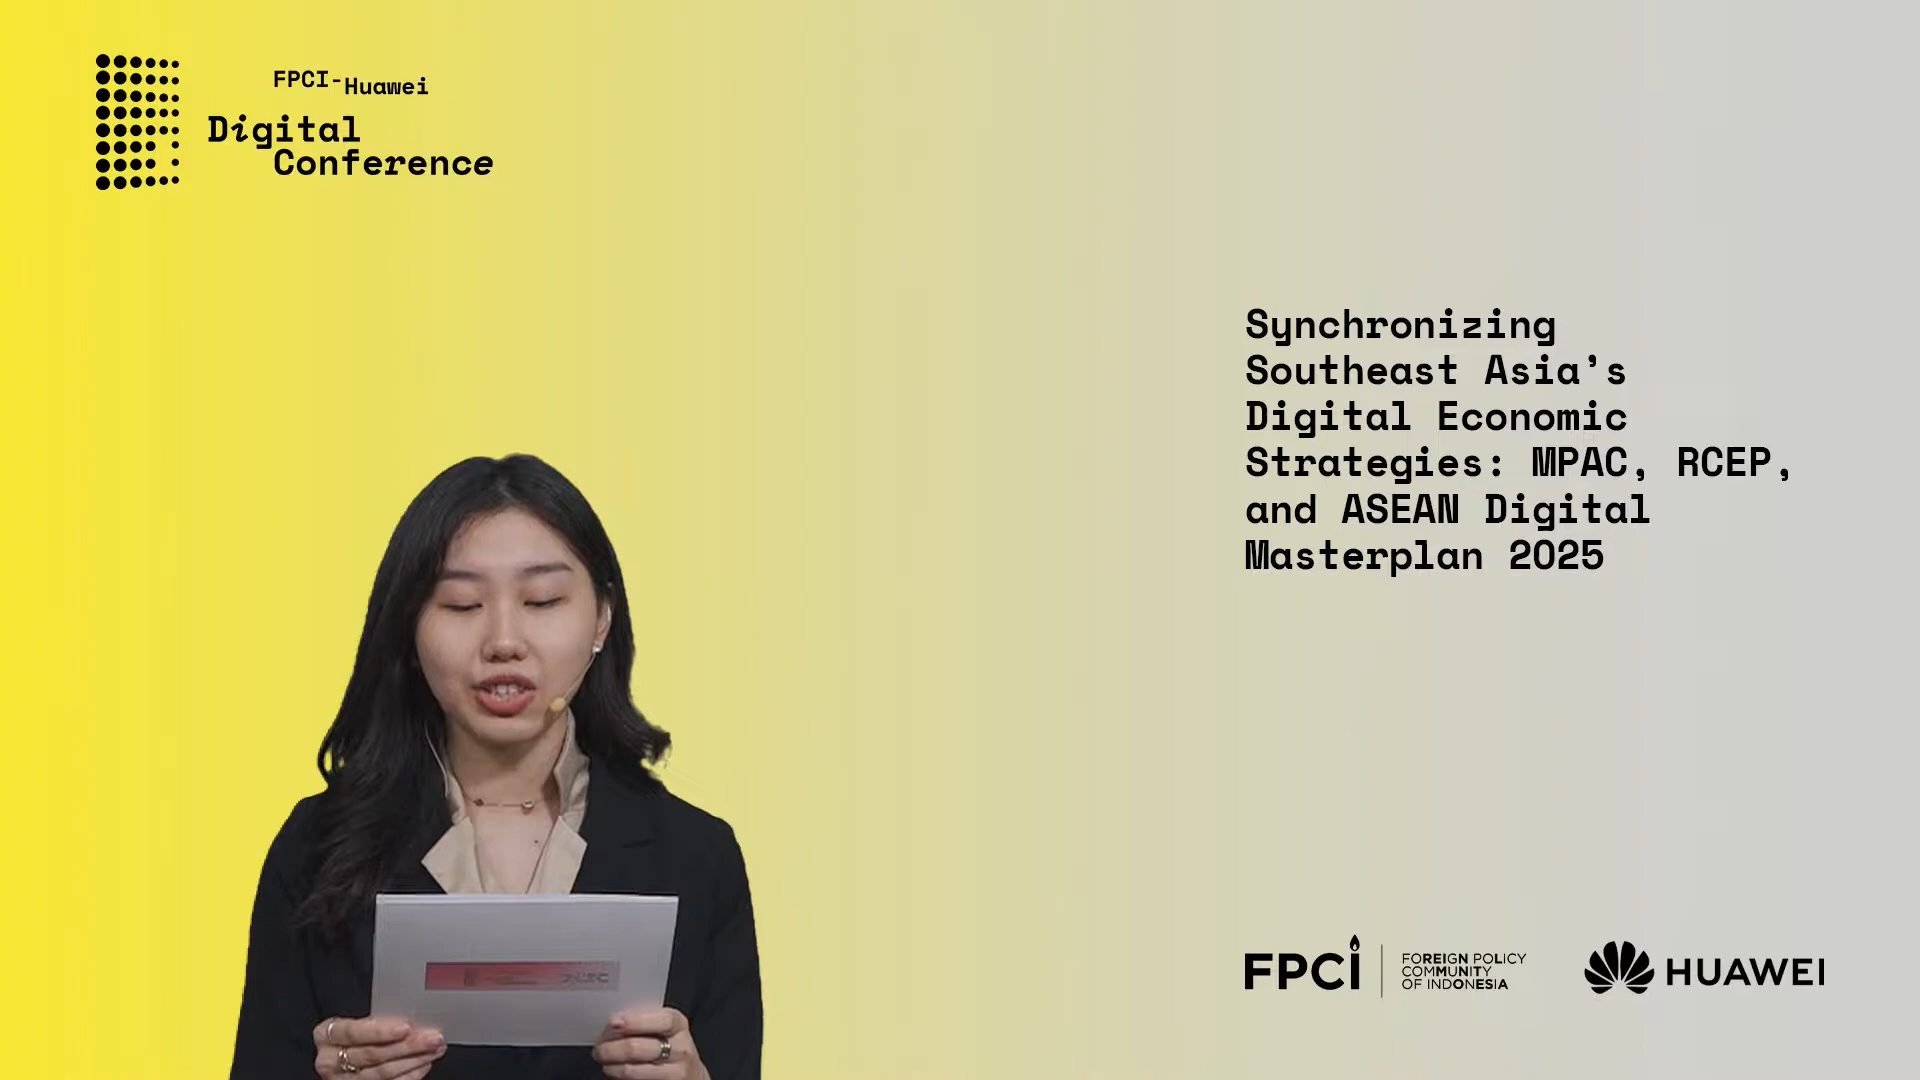 FPCI-Huawei
Digital
Conference
Synchronizing
Southeast Asia’s
Digital Economic
Strategies: MPAC, RCEP,
and ASEAN Digital
Masterplan 2025
FPCI
FOREIGN POLICY
COMMUNITY
OF INDONESIA
HUAWEI